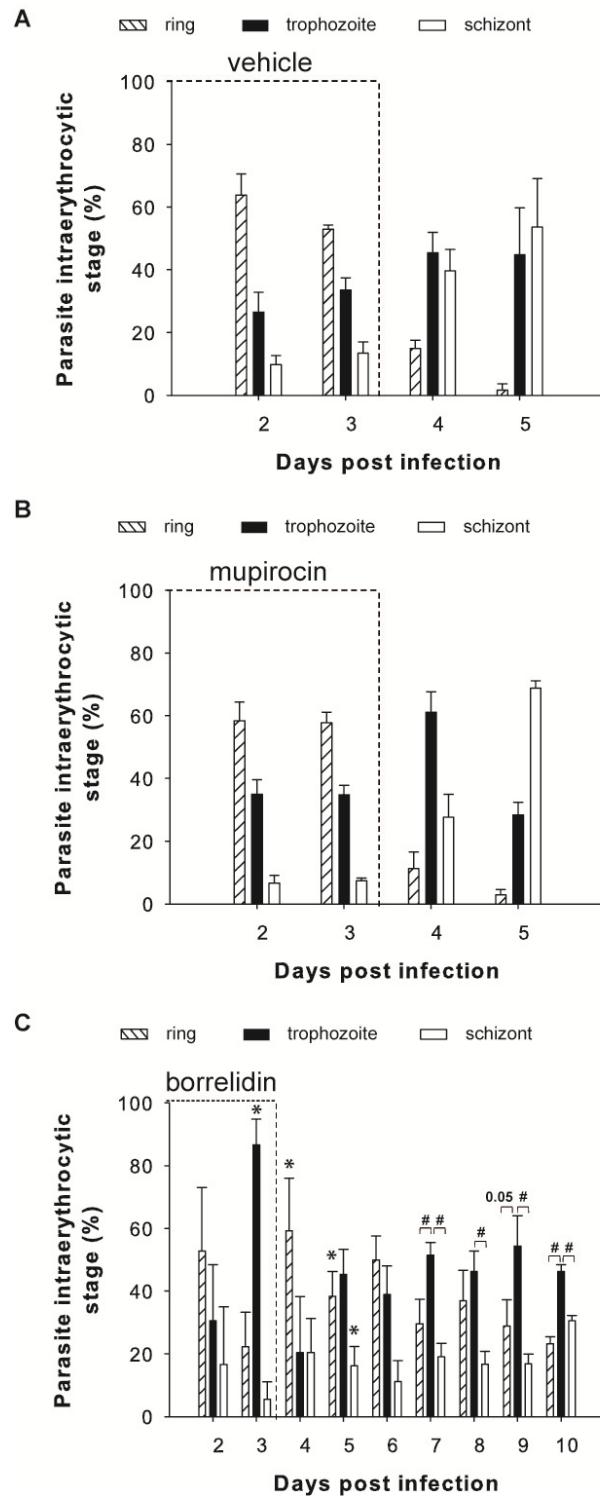 A
ring trophozoite schizont
vehicle
100
80
60
40
20
0
Parasite intraerythrocytic
stage (%)
2 3 4 5
Days post infection
B
ring trophozoite schizont
mupirocin
100
80
60
40
20
0
Parasite intraerythrocytic
stage (%)
2 3 4 5
Days post infection
C
ring trophozoite schizont
borrelidin
100
80
60
40
20
0
Parasite intraerythrocytic
stage (%)
*
*
*
*
# #
#
0.05 #
# #
2 3 4 5 6 7 8 9 10
Days post infection